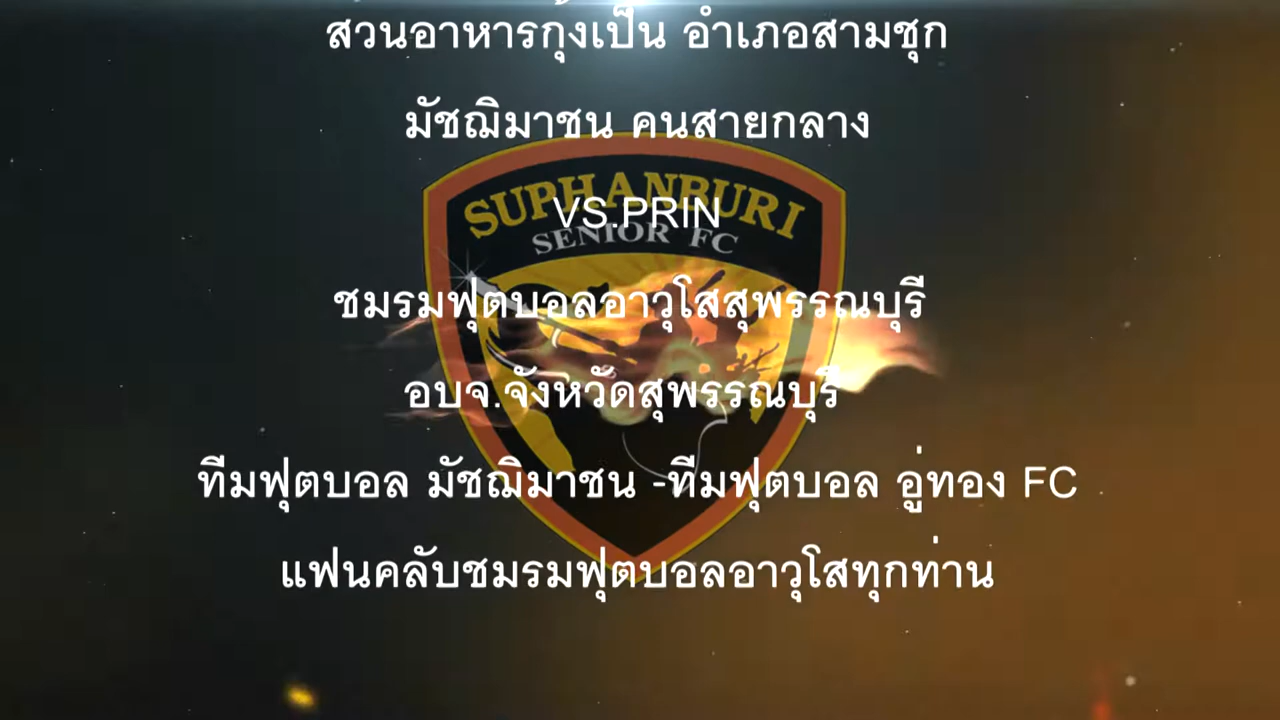 สวนอาหารกุ้งเป็น อำเภอสามชุก
มัชฌิมาชน คนสายกลาง
SUPHANBURI
VS.PRIN
SENIOR FC
ชมรมฟุตบอลอาวุโสสุพรรณบุรี
อบจ.จังหวัดสุพรรณบุรี
ทีมฟุตบอล มัชฌิมาชน -ทีมฟุตบอล อู่ทอง FC
แฟนคลับชมรมฟุตบอลอาวุโสทุกท่าน